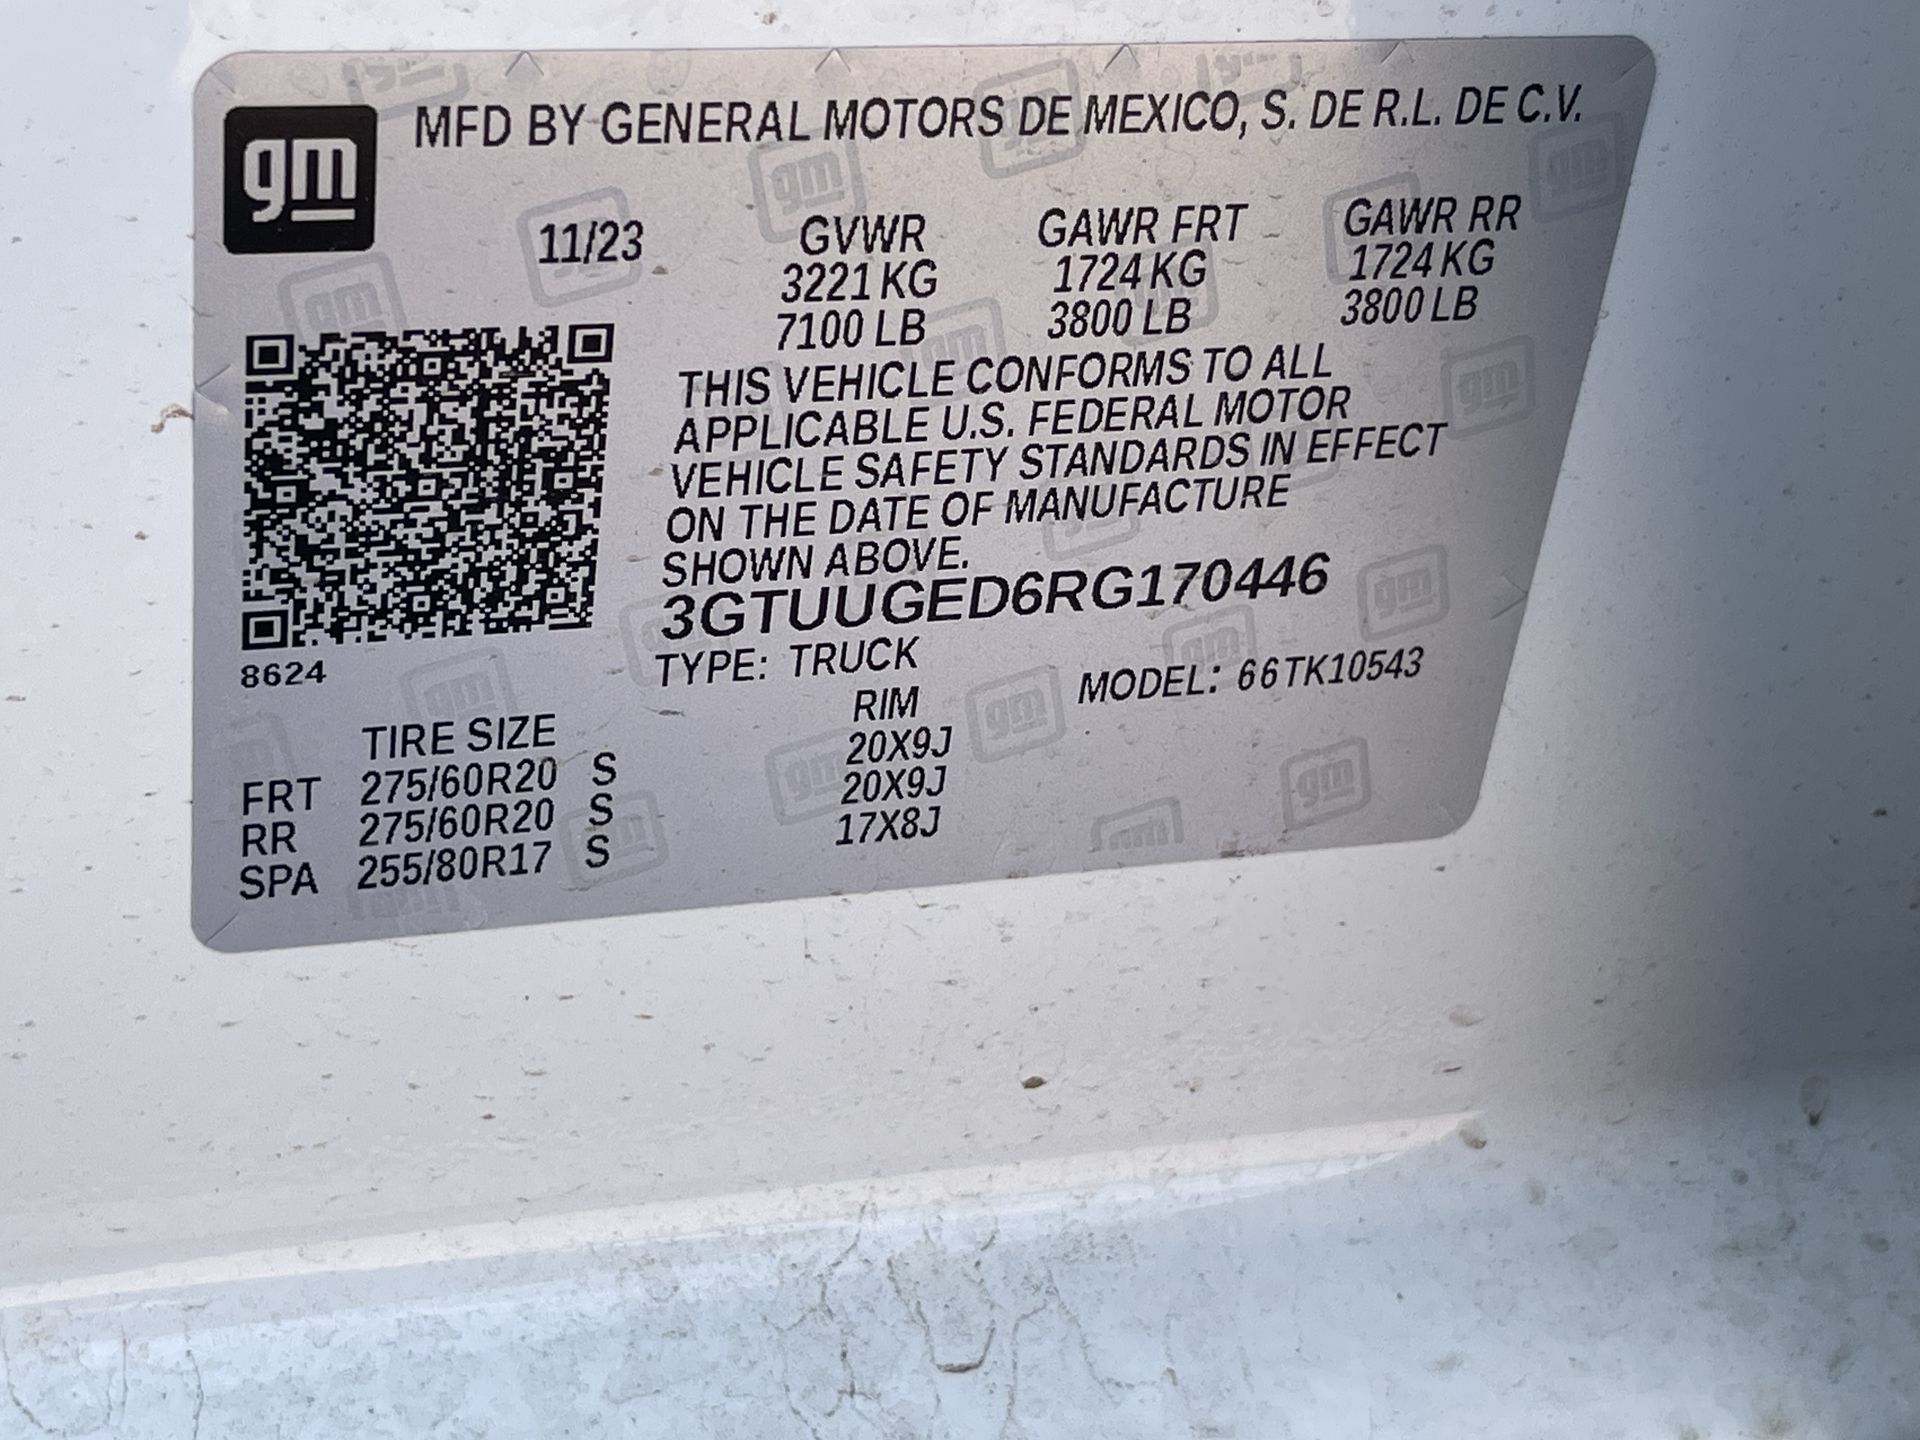 gm MFD BY GENERAL MOTORS DE MEXICO, S. DE R.L. DE C.V.
11/23 GVWR GAWR FRT GAWR RR
3221 KG 1724 KG 1724 KG
7100 LB 3800 LB 3800 LB
THIS VEHICLE CONFORMS TO ALL
APPLICABLE U.S. FEDERAL MOTOR
VEHICLE SAFETY STANDARDS IN EFFECT
ON THE DATE OF MANUFACTURE
SHOWN ABOVE.
3GTUUGED6RG170446
8624 TYPE: TRUCK MODEL: 66TK10543
TIRE SIZE RIM
FRT 275/60R20 S 20X9J
RR 275/60R20 S 20X9J
SPA 255/80R17 S 17X8J